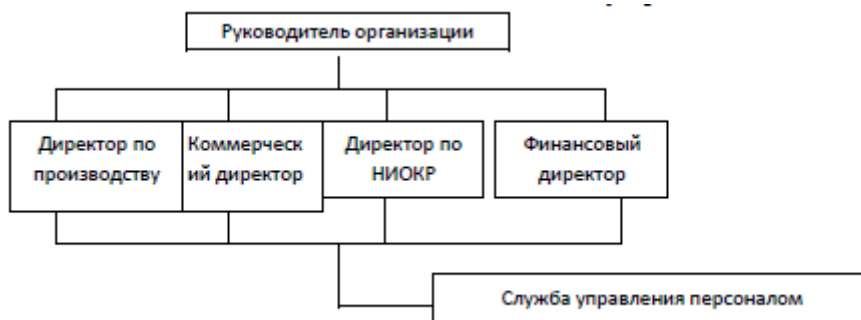 Руководитель организации
Директор по
производству
Коммерческ
ий директор
Директор по
НИОКР
Финансовый
директор
Служба управления персоналом